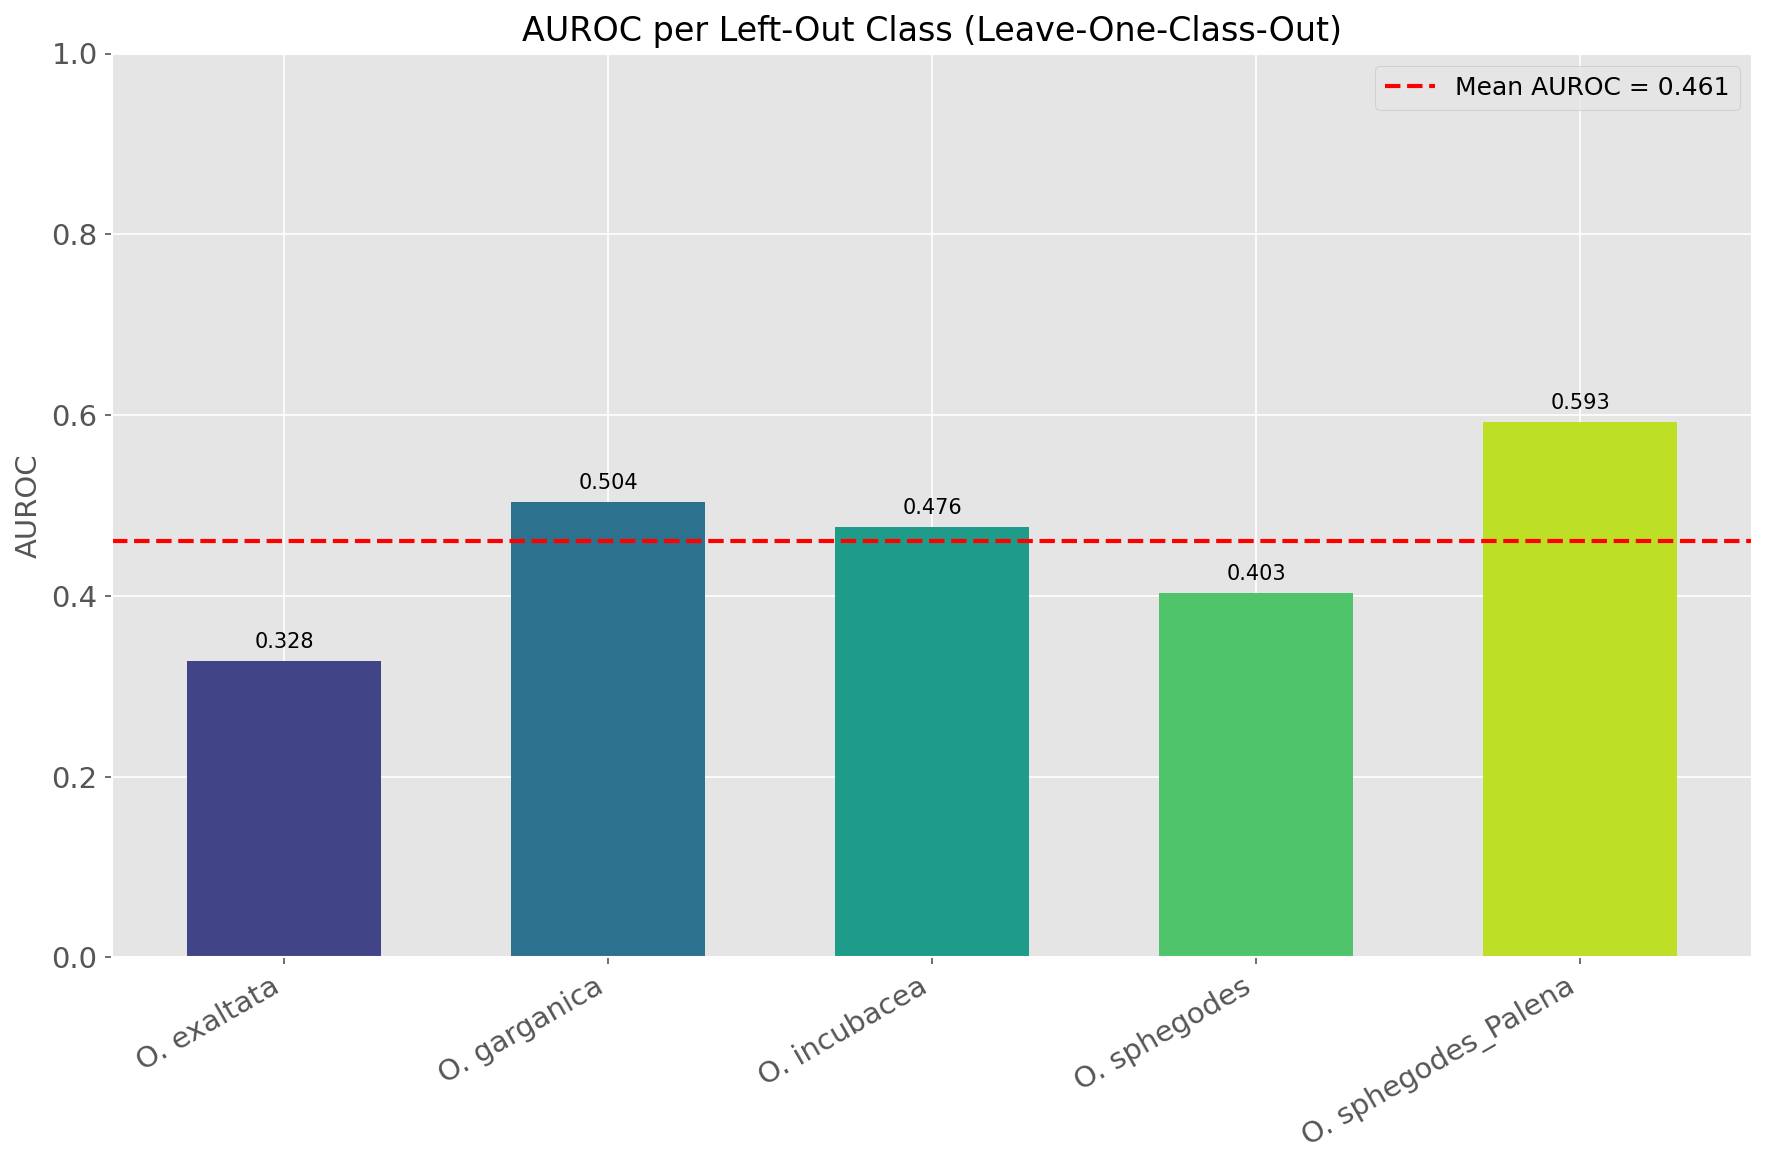 AUROC per Left-Out Class (Leave-One-Class-Out)
Mean AUROC = 0.461
AUROC
1.0
0.8
0.6
0.4
0.2
0.0
0.328
0.504
0.476
0.403
0.593
O. exaltata
O. garganica
O. incubacea
O. sphegodes
O. sphegodes_Palena